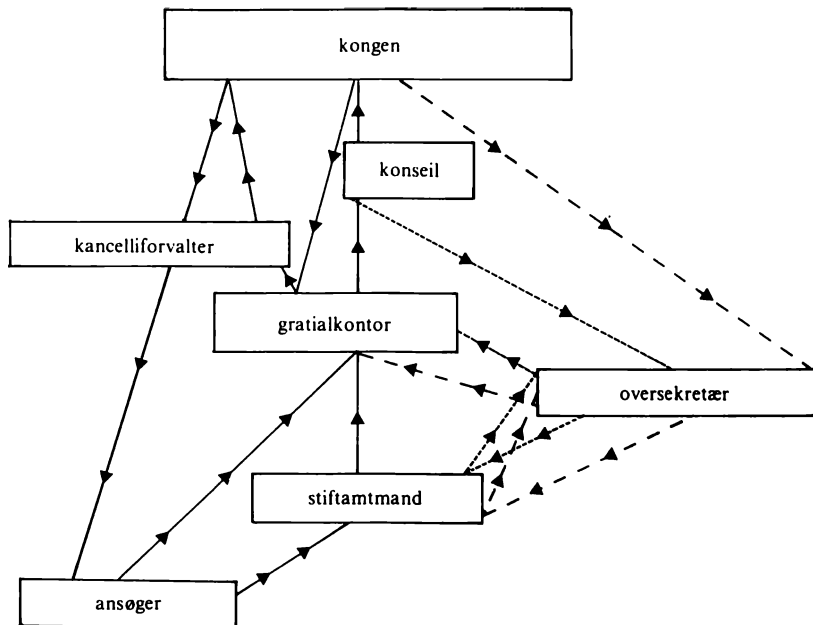 kongen
konseil
kancelliforvalter
gratialkontor
oversekretær
stiftamtmand
ansøger